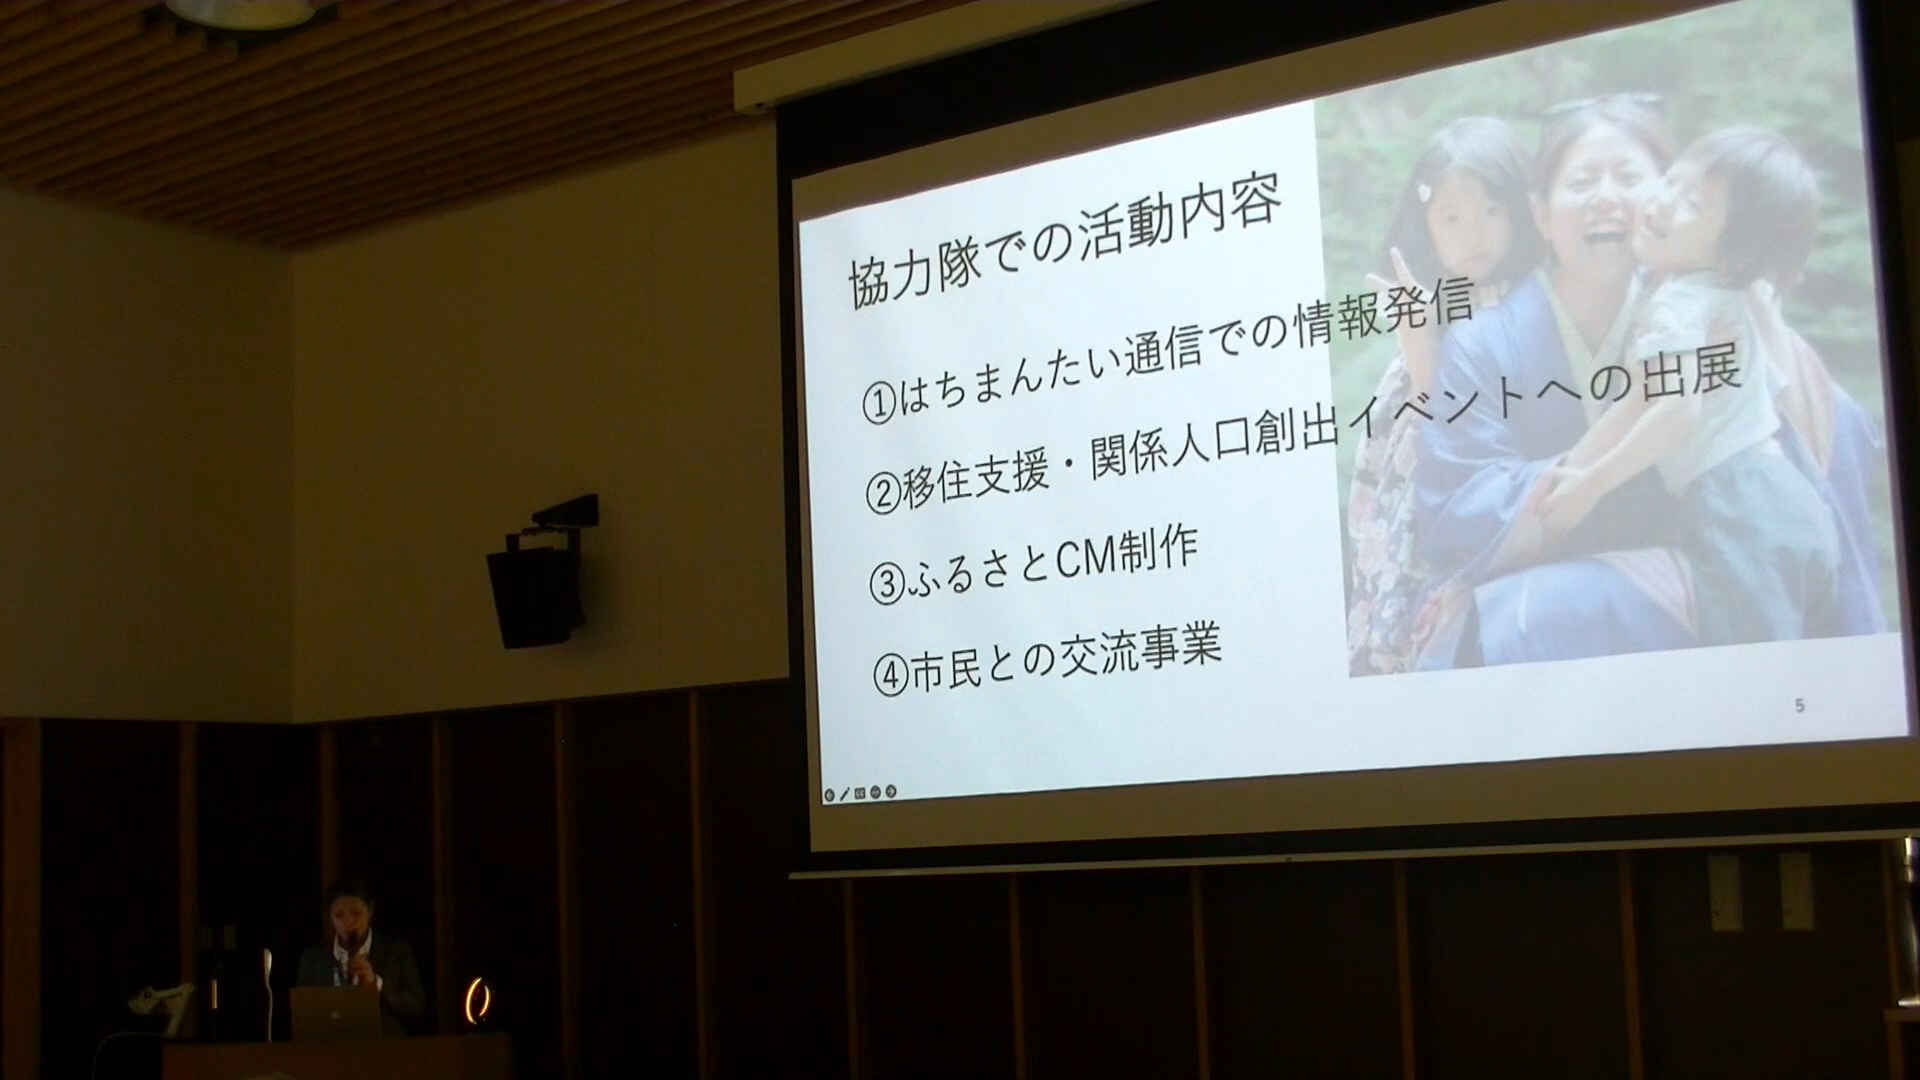 協力隊での活動内容
①はちまんたい通信での情報発信
②移住支援・関係人口創出イベントへの出展
③ふるさとCM制作
④市民との交流事業
5